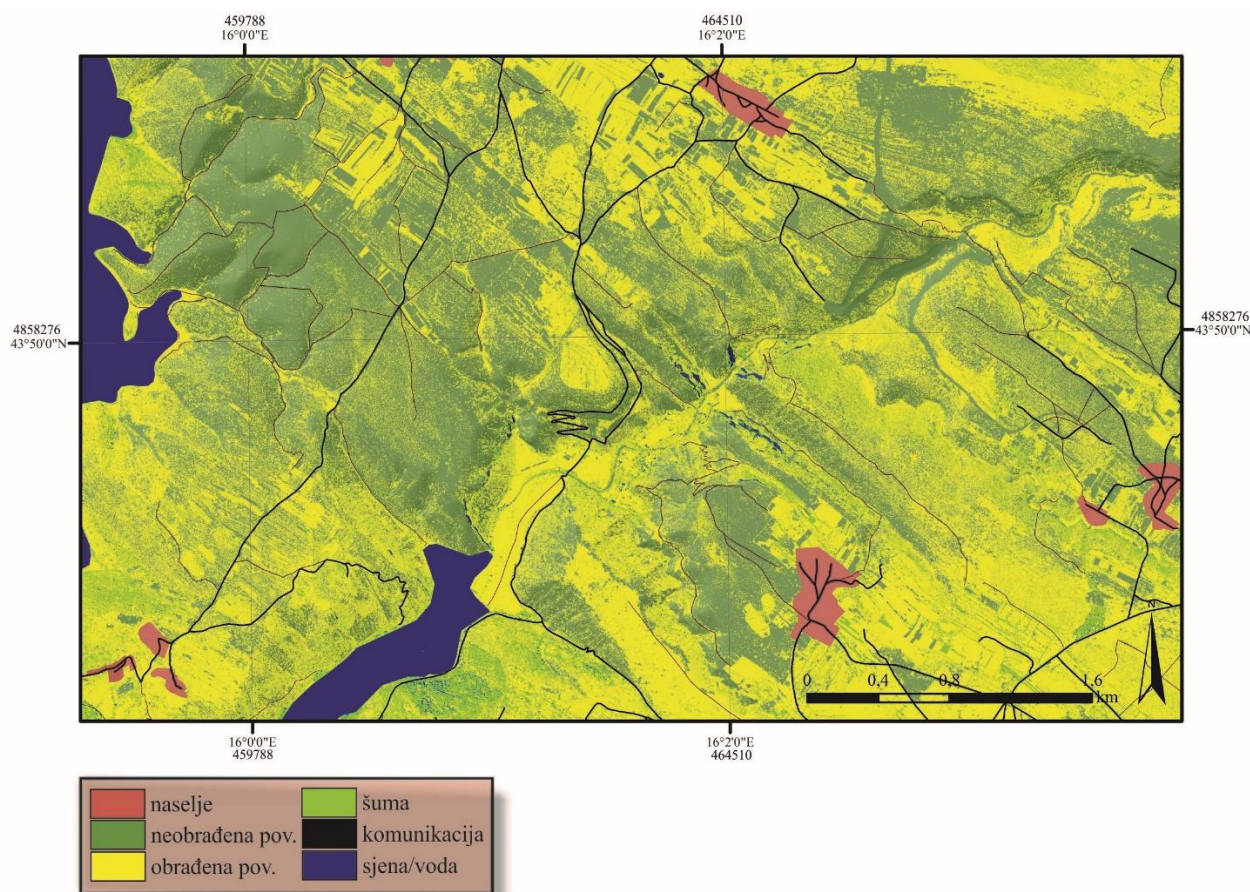 459788
16°0'0"E
464510
16°2'0"E
4858276
43°50'0"N
4858276
43°50'0"N
N
0 0,4 0,8 1,6
km
16°0'0"E
459788
16°2'0"E
464510
naselje
neobrađena pov.
obrađena pov.
šuma
komunikacija
sjena/voda